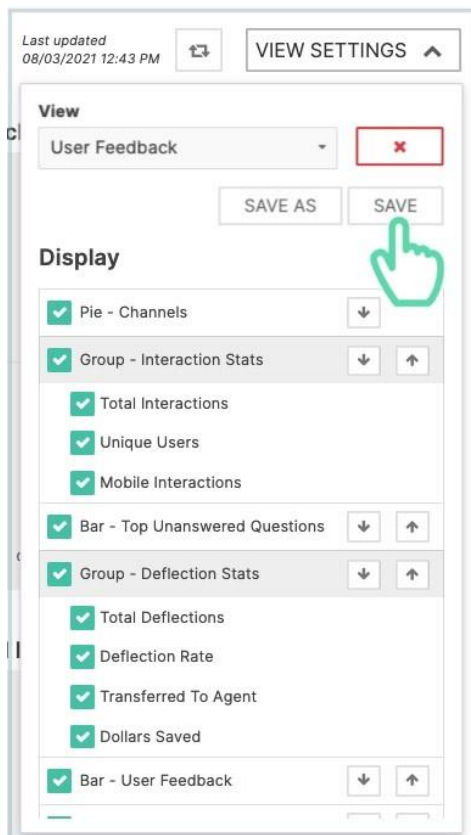 Last updated
08/03/2021 12:43 PM
VIEW SETTINGS
View
User Feedback
SAVE AS
SAVE
Display
Pie - Channels
Group - Interaction Stats
Total Interactions
Unique Users
Mobile Interactions
Bar - Top Unanswered Questions
Group - Deflection Stats
Total Deflections
Deflection Rate
Transferred To Agent
Dollars Saved
Bar - User Feedback